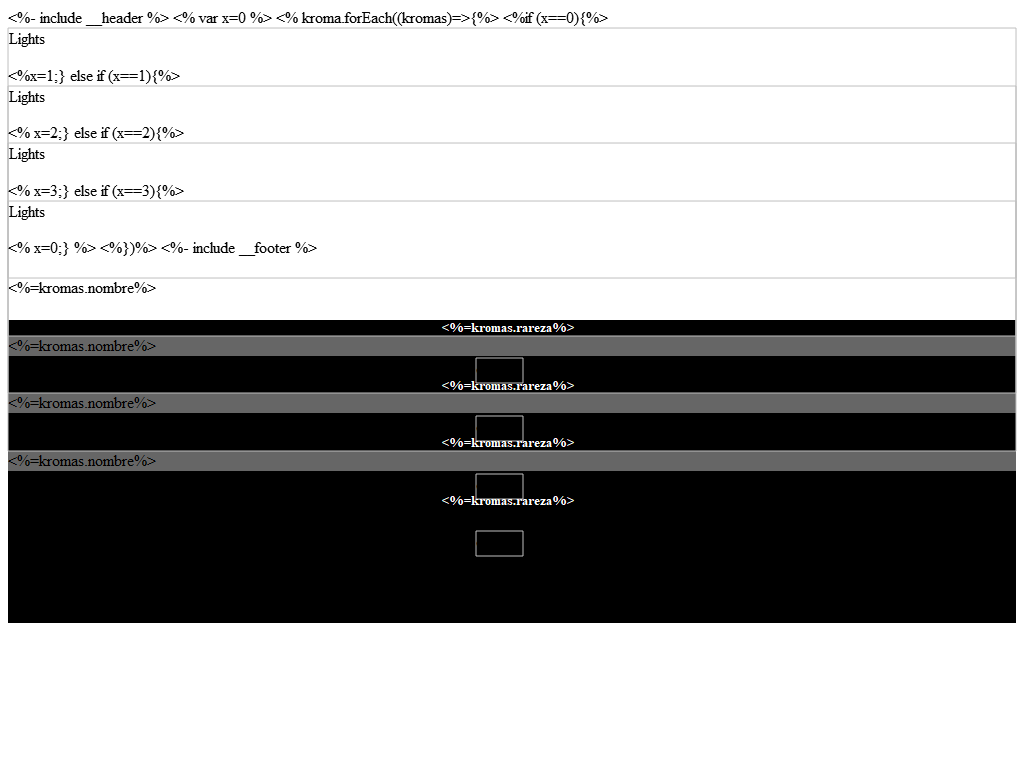 <%- include __header %> <% var x=0 %> <% kroma.forEach((kromas)=>{%> <%if (x==0){%>
Lights
<%x=1;} else if (x==1){%>
Lights
<% x=2;} else if (x==2){%>
Lights
<% x=3;} else if (x==3){%>
Lights
<% x=0;} %> <%})%> <%- include __footer %>
<%=kromas.nombre%>
<%=kromas.rareza%>
<%=kromas.nombre%>
<%=kromas.rareza%>
<%=kromas.nombre%>
<%=kromas.rareza%>
<%=kromas.nombre%>
<%=kromas.rareza%>